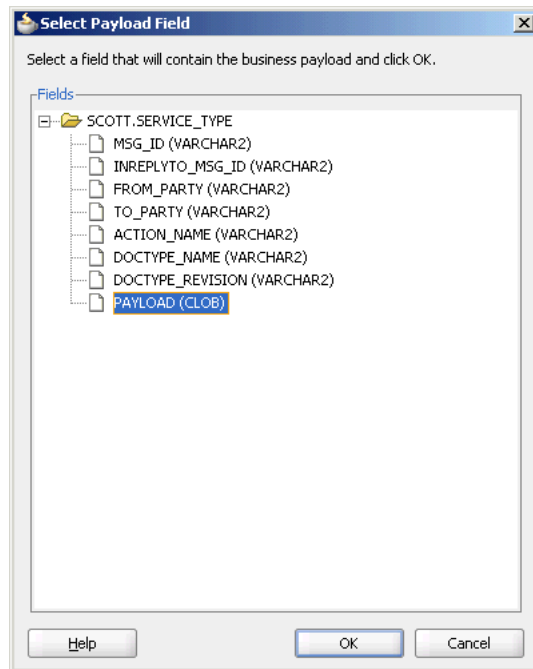 Select Payload Field
Select a field that will contain the business payload and click OK.
Fields
SCOTT.SERVICE_TYPE
MSG_ID (VARCHAR2)
INREPLYTO_MSG_ID (VARCHAR2)
FROM_PARTY (VARCHAR2)
TO_PARTY (VARCHAR2)
ACTION_NAME (VARCHAR2)
DOCTYPE_NAME (VARCHAR2)
DOCTYPE_REVISION (VARCHAR2)
PAYLOAD (CLOB)
Help OK Cancel